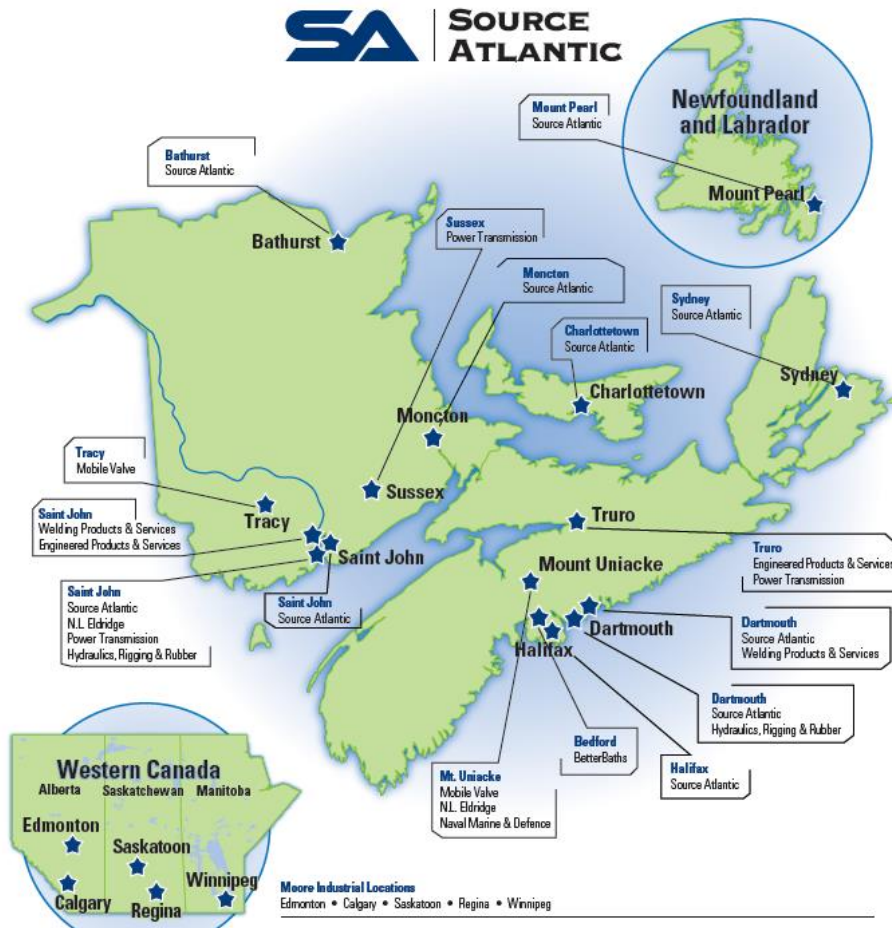 SA SOURCE
ATLANTIC
Newfoundland
and Labrador
Mount Pearl
Source Atlantic
Mount Pearl
Bathurst
Source Atlantic
Bathurst
Sussex
Power Transmission
Moncton
Source Atlantic
Sydney
Source Atlantic
Charlottetown
Source Atlantic
Sydney
Charlottetown
Moncton
Tracy
Mobile Valve
Sussex
Saint John
Welding Products & Services
Engineered Products & Services
Tracy
Truro
Saint John
Mount Uniacke
Truro
Engineered Products & Services
Power Transmission
Saint John
Source Atlantic
N.L. Eldridge
Power Transmission
Hydraulics, Rigging & Rubber
Saint John
Source Atlantic
Dartmouth
Halifax
Dartmouth
Source Atlantic
Welding Products & Services
Dartmouth
Source Atlantic
Hydraulics, Rigging & Rubber
Bedford
BetterBaths
Halifax
Source Atlantic
Mt. Uniacke
Mobile Valve
N.L. Eldridge
Naval Marine & Defence
Western Canada
Alberta Saskatchewan Manitoba
Edmonton
Saskatoon
Winnipeg
Calgary
Regina
Moore Industrial Locations
Edmonton • Calgary • Saskatoon • Regina • Winnipeg